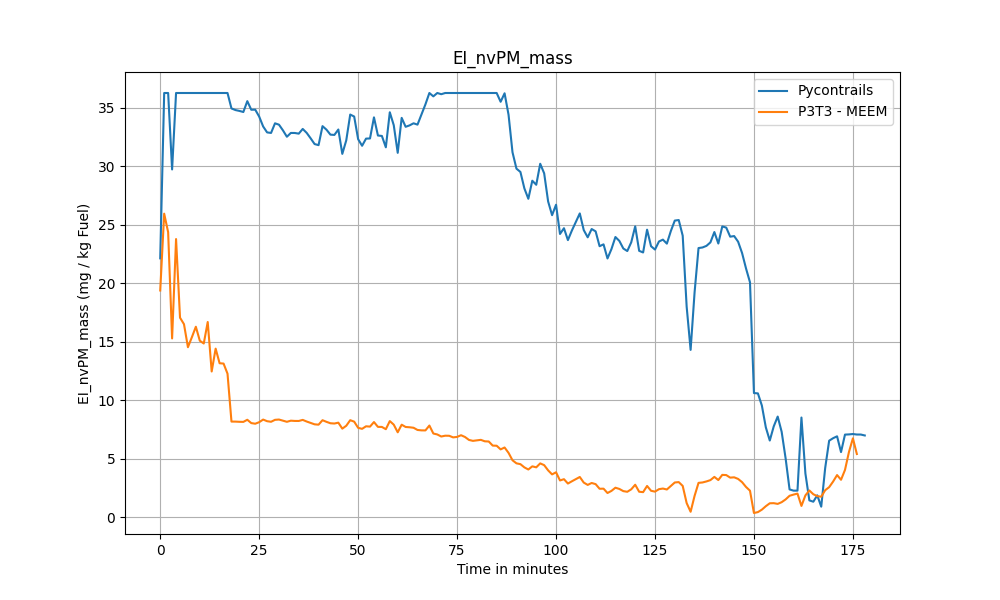 EI_nvPM_mass
Pycontrails
P3T3 - MEEM
EI_nvPM_mass (mg / kg Fuel)
35
30
25
20
15
10
5
0
0 25 50 75 100 125 150 175
Time in minutes